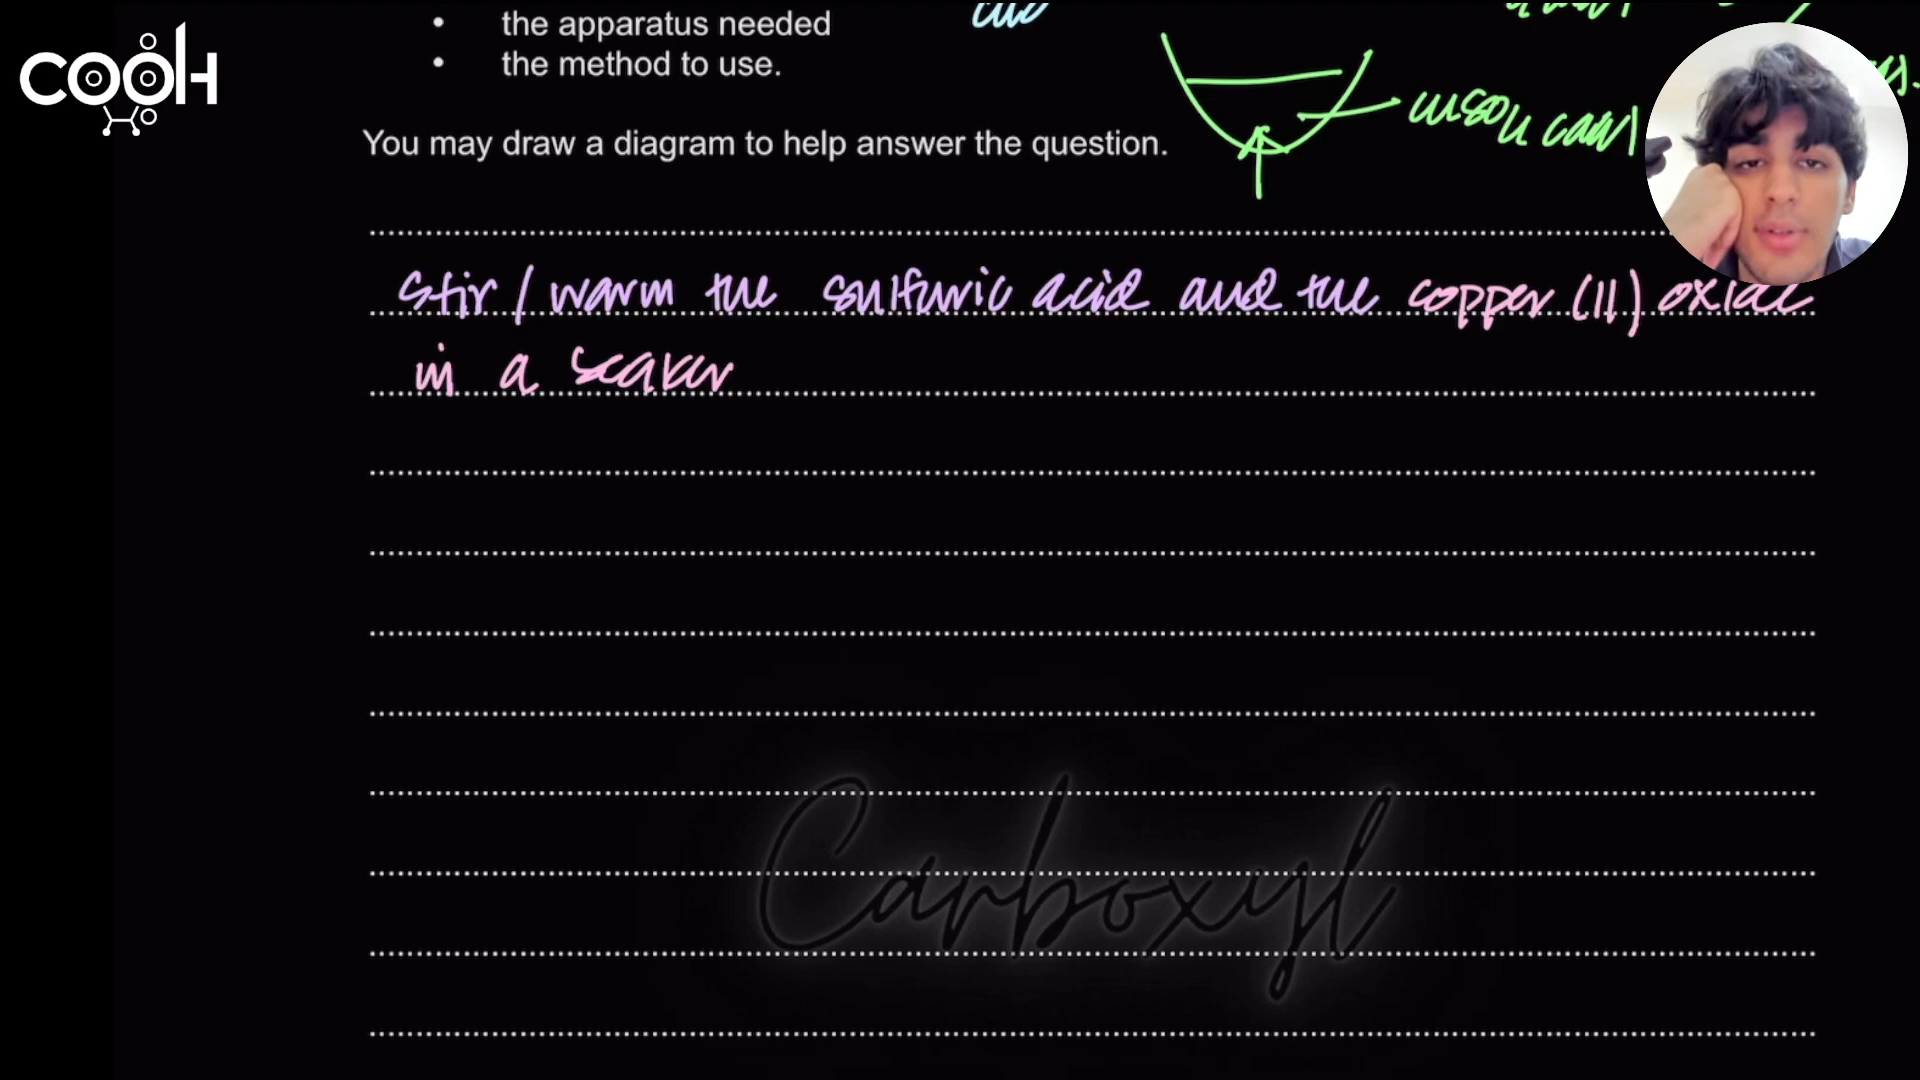 COOH
the apparatus needed
the method to use.
You may draw a diagram to help answer the question.
Stir / warm the sulfuric acid and the copper (II) oxide
in a beaker
Carboxyl